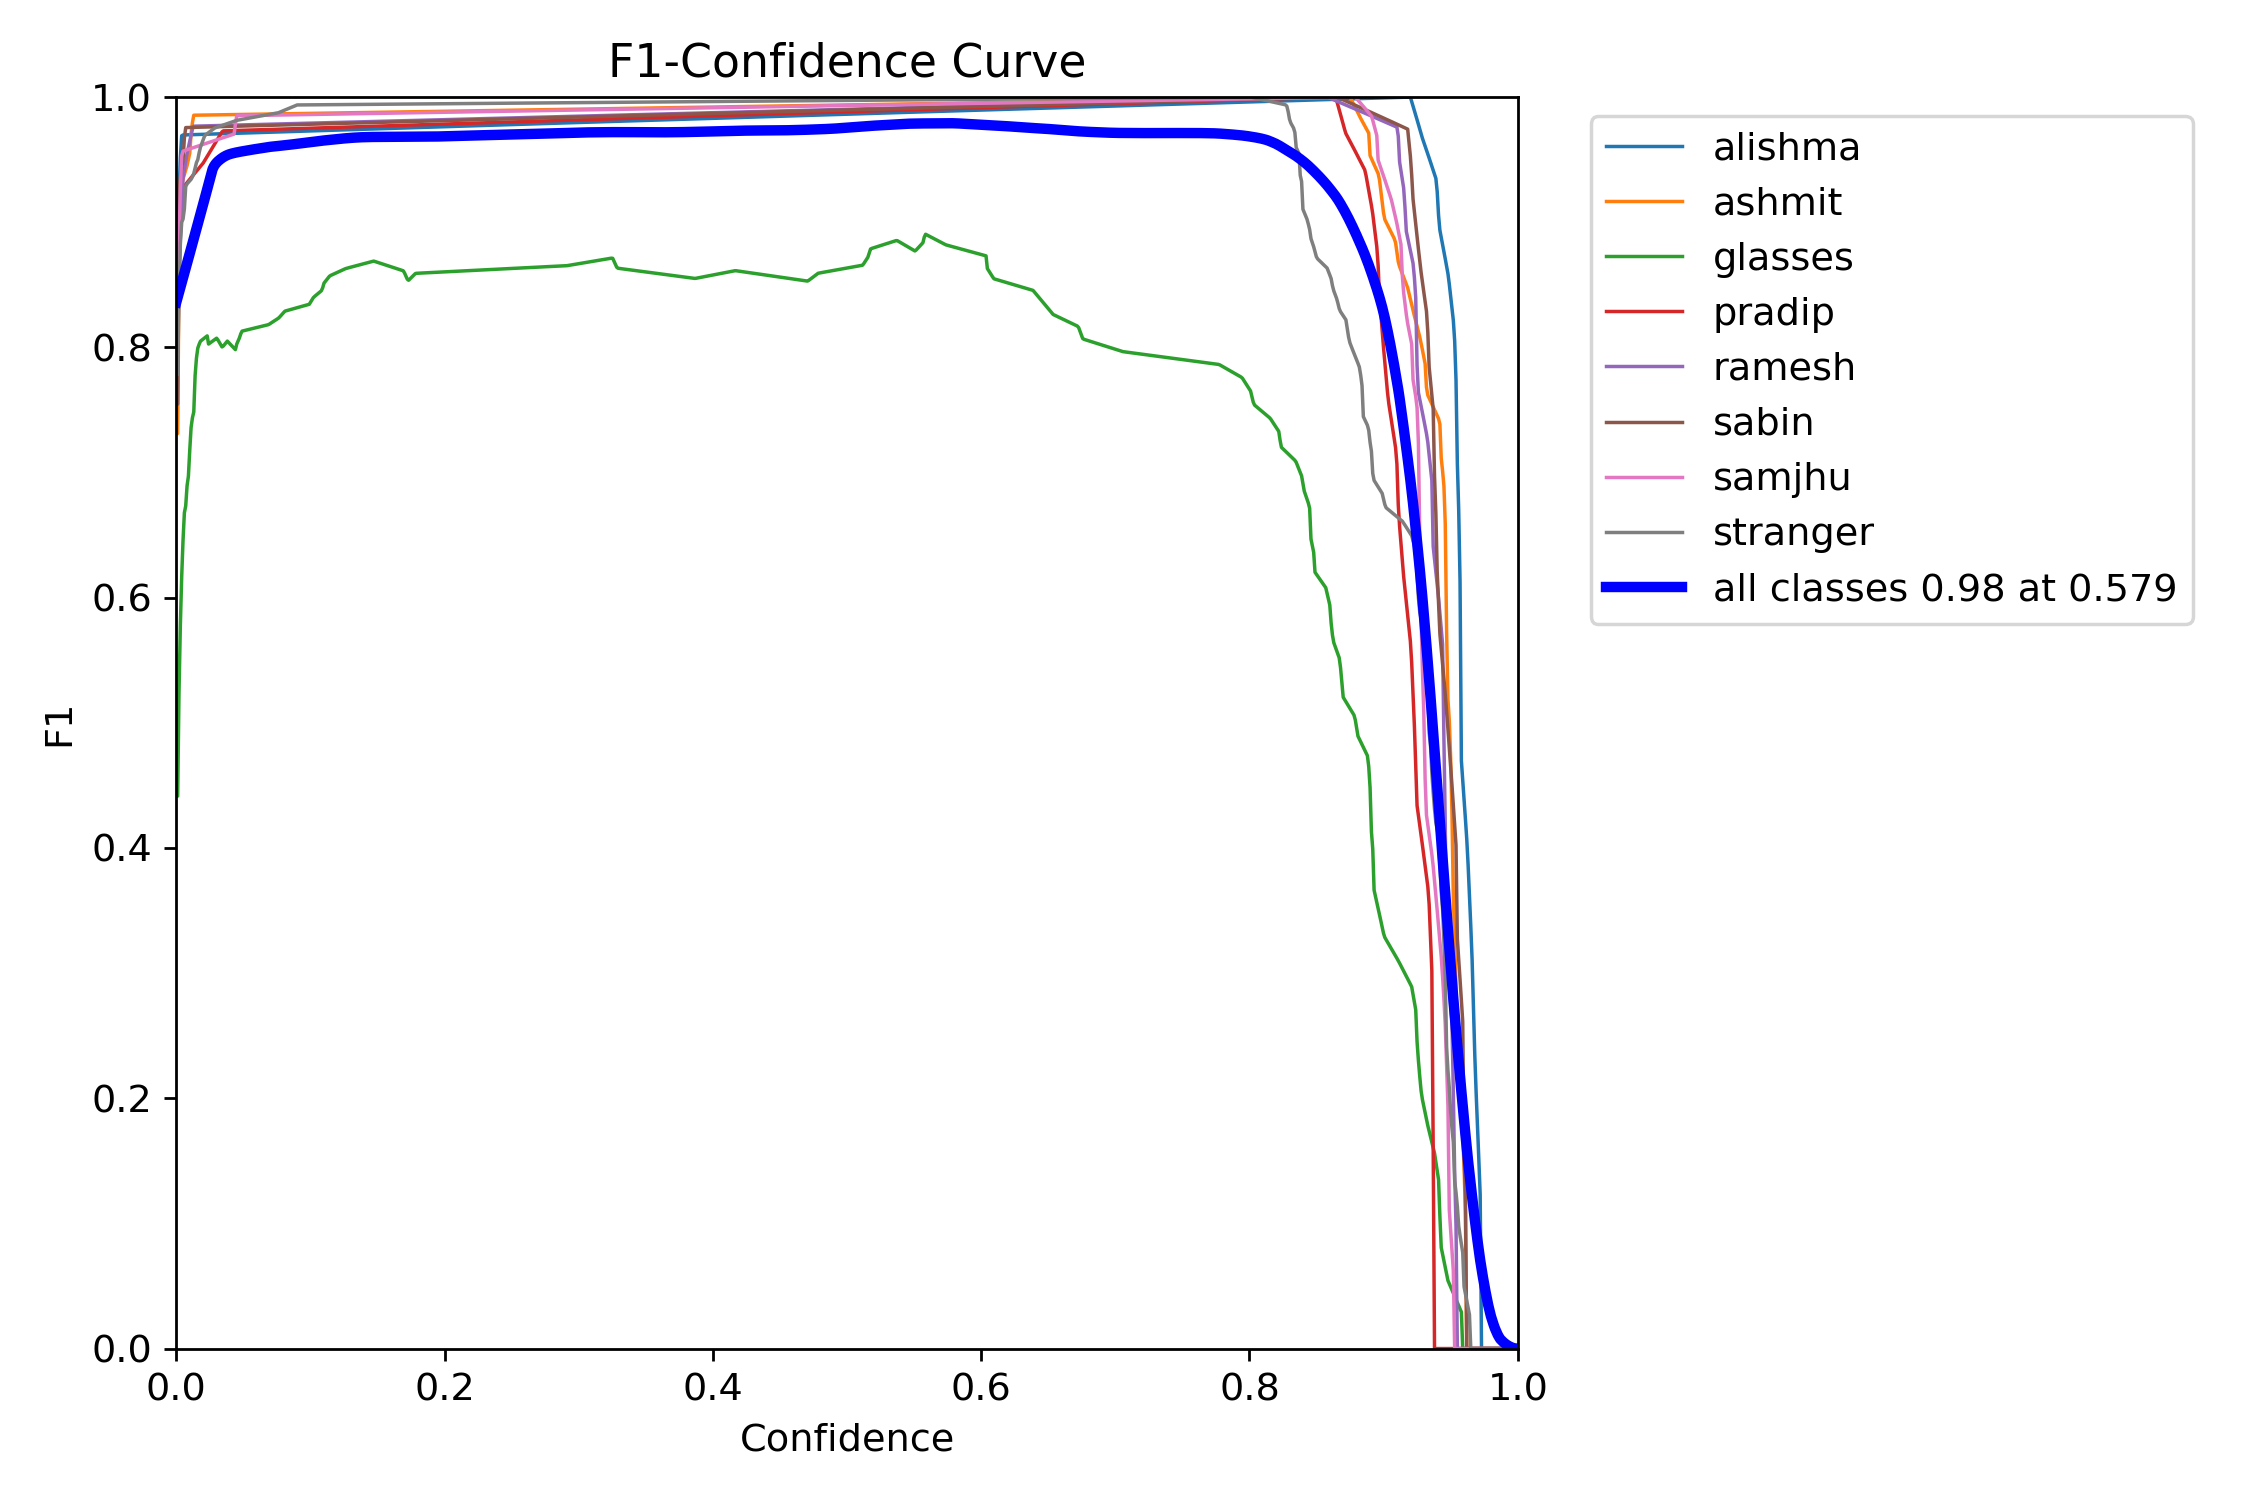 F1-Confidence Curve
1.0
0.8
0.6
0.4
0.2
0.0
F1
0.0 0.2 0.4 0.6 0.8 1.0
Confidence
alishma
ashmit
glasses
pradip
ramesh
sabin
samjhu
stranger
all classes 0.98 at 0.579